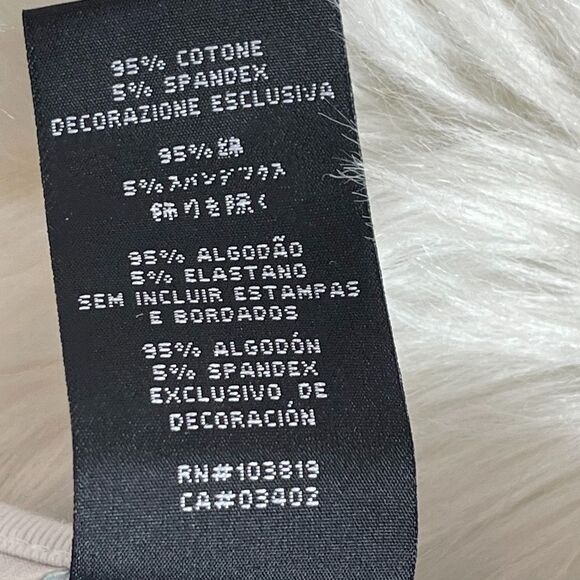 95% COTONE
5% SPANDEX
DECORAZIONE ESCLUSIVA
95% 綿
5% スパンデックス
飾りを除く
95% ALGODÃO
5% ELASTANO
SEM INCLUIR ESTAMPAS
E BORDADOS
95% ALGODÓN
5% SPANDEX
EXCLUSIVO DE
DECORACIÓN
RN#103819
CA#03402